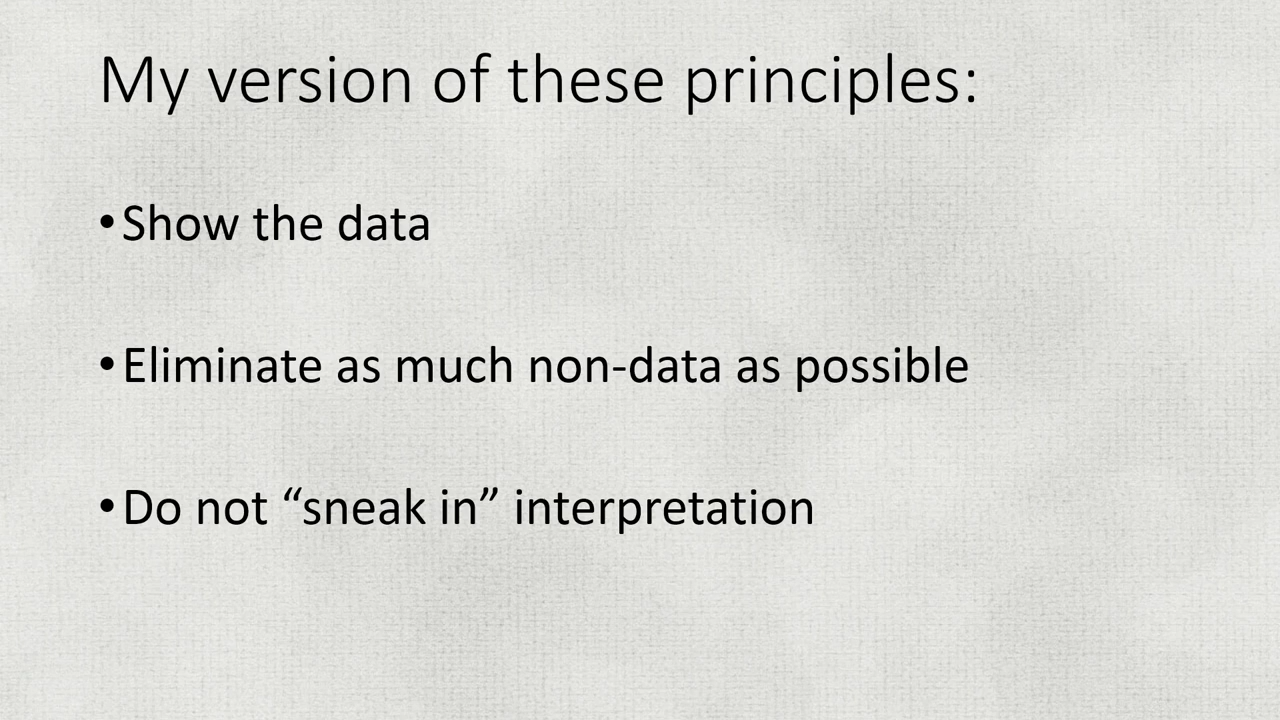 My version of these principles:
•Show the data
•Eliminate as much non-data as possible
•Do not “sneak in” interpretation